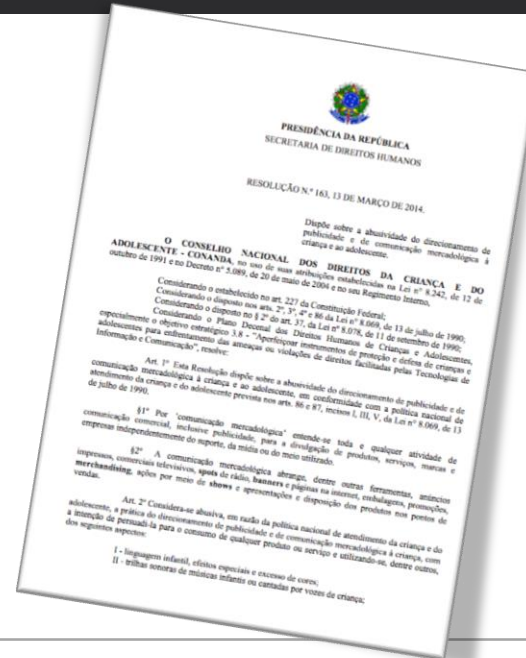 PRESIDÊNCIA DA REPÚBLICA
SECRETARIA DE DIREITOS HUMANOS
RESOLUÇÃO N.º 163, 13 DE MARÇO DE 2014.
Dispõe sobre a abusividade do direcionamento de
publicidade e de comunicação mercadológica à
criança e ao adolescente.
O CONSELHO NACIONAL DOS DIREITOS DA CRIANÇA E DO
ADOLESCENTE - CONANDA, no uso de suas atribuições estabelecidas na Lei nº 8.242, de 12 de
outubro de 1991 e no Decreto nº 5.089, de 20 de maio de 2004 e no seu Regimento Interno,
Considerando o estabelecido no art. 227 da Constituição Federal;
Considerando o disposto nos arts. 2º, 3º, 4º e 86 da Lei nº 8.069, de 13 de julho de 1990;
Considerando o disposto no § 2º do art. 37, da Lei nº 8.078, de 11 de setembro de 1990;
Considerando o Plano Decenal dos Direitos Humanos de Crianças e Adolescentes,
especialmente o objetivo estratégico 3.8 - "Aperfeiçoar instrumentos de proteção e defesa de crianças e
adolescentes para enfrentamento das ameaças ou violações de direitos facilitadas pelas Tecnologias de
Informação e Comunicação", resolve:
Art. 1º Esta Resolução dispõe sobre a abusividade do direcionamento de publicidade e de
comunicação mercadológica à criança e ao adolescente, em conformidade com a política nacional de
atendimento da criança e do adolescente prevista nos arts. 86 e 87, incisos I, III, V, da Lei nº 8.069, de 13
de julho de 1990.
§1º Por 'comunicação mercadológica' entende-se toda e qualquer atividade de
comunicação comercial, inclusive publicidade, para a divulgação de produtos, serviços, marcas e
empresas independentemente do suporte, da mídia ou do meio utilizado.
§2º A comunicação mercadológica abrange, dentre outras ferramentas, anúncios
impressos, comerciais televisivos, spots de rádio, banners e páginas na internet, embalagens, promoções,
merchandising, ações por meio de shows e apresentações e disposição dos produtos nos pontos de
vendas.
Art. 2º Considera-se abusiva, em razão da política nacional de atendimento da criança e do
adolescente, a prática do direcionamento de publicidade e de comunicação mercadológica à criança, com
a intenção de persuadi-la para o consumo de qualquer produto ou serviço e utilizando-se, dentre outros,
dos seguintes aspectos:
I - linguagem infantil, efeitos especiais e excesso de cores;
II - trilhas sonoras de músicas infantis ou cantadas por vozes de criança;